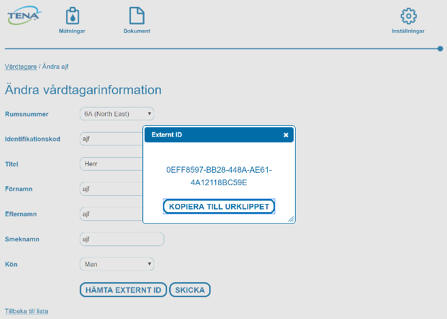 TENA
Mätningar
Dokument
Inställningar
Vårdtagare / Ändra ajf
Ändra vårdtagarinformation
Rumsnummer 6A (North East)
Identifikationskod ajf
Titel Herr
Förnamn ajf
Efternamn ajf
Smeknamn ajf
Kön Man
HÄMTA EXTERNT ID SKICKA
Tillbaka till lista
Externt ID
0EFF8597-BB28-448A-AE61-
4A12118BC59E
KOPIERA TILL URKLIPPET